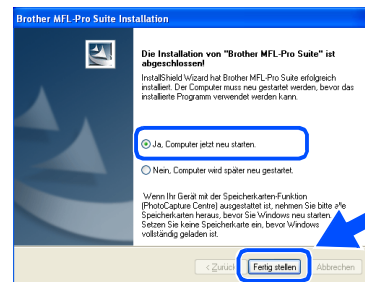 Brother MFL-Pro Suite Installation
Die Installation von "Brother MFL-Pro Suite" ist
abgeschlossen!
InstallShield Wizard hat Brother MFL-Pro Suite erfolgreich
installiert. Der Computer muss neu gestartet werden, bevor das
installierte Programm verwendet werden kann.
Ja, Computer jetzt neu starten.
Nein, Computer wird später neu gestartet.
Wenn Ihr Gerät mit der Speicherkarten-Funktion
(PhotoCapture Centre) ausgestattet ist, nehmen Sie bitte alle
Speicherkarten heraus, bevor Sie Windows neu starten.
Setzen Sie keine Speicherkarte ein, bevor Windows
vollständig geladen ist.
< Zurück Fertig stellen Abbrechen